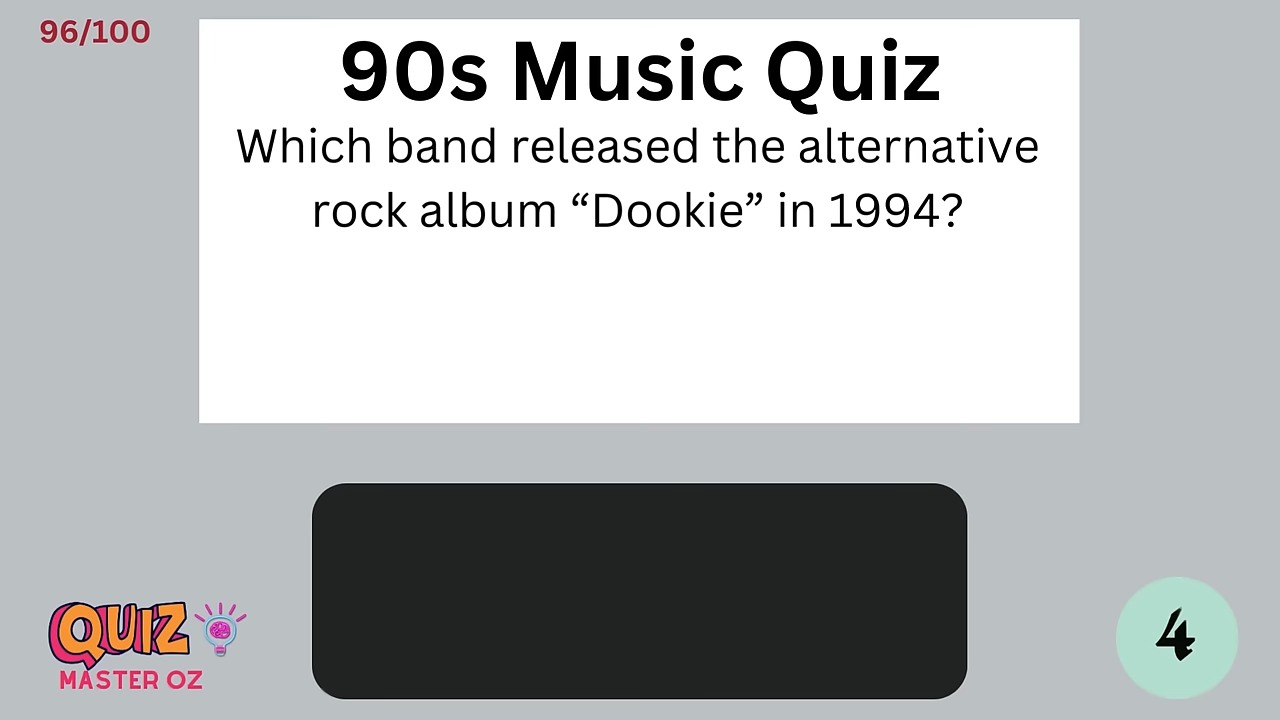 96/100
90s Music Quiz
Which band released the alternative
rock album “Dookie” in 1994?
QUIZ
MASTER OZ
4